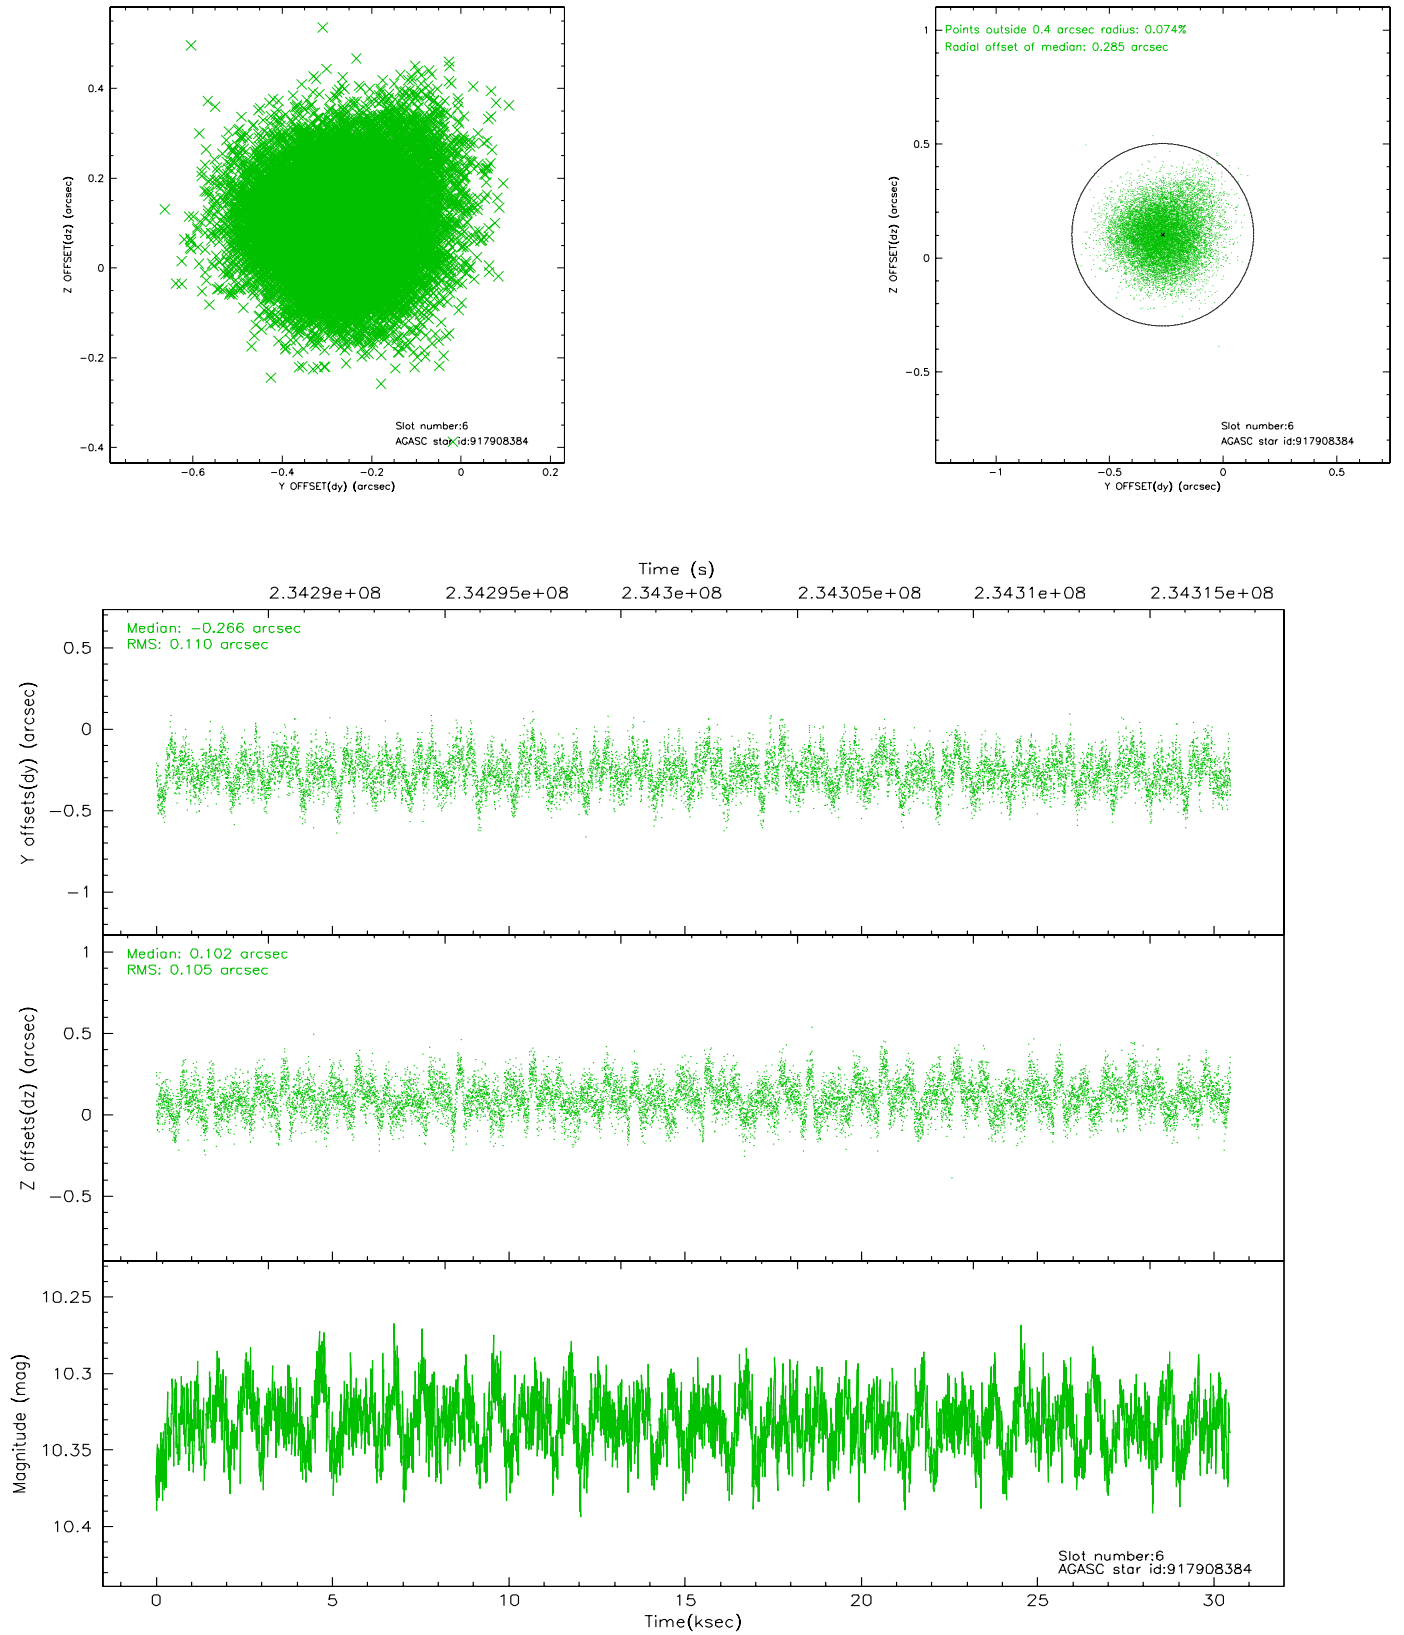 0.4
0.2
0
−0.2
−0.4
Z OFFSET(dz) (arcsec)
Slot number:6
AGASC star id:917908384
−0.6 −0.4 −0.2 0 0.2
Y OFFSET(dy) (arcsec)
Points outside 0.4 arcsec radius: 0.074%
Radial offset of median: 0.285 arcsec
1
0.5
0
−0.5
Z OFFSET(dz) (arcsec)
Slot number:6
AGASC star id:917908384
−1 −0.5 0 0.5
Y OFFSET(dy) (arcsec)
Time (s)
2.3429e+08 2.34295e+08 2.343e+08 2.34305e+08 2.3431e+08 2.34315e+08
Median: −0.266 arcsec
RMS: 0.110 arcsec
0.5
0
−0.5
−1
Y offsets(dy) (arcsec)
Median: 0.102 arcsec
RMS: 0.105 arcsec
1
0.5
0
−0.5
Z offsets(dz) (arcsec)
10.25
10.3
10.35
10.4
Magnitude (mag)
Slot number:6
AGASC star id:917908384
0 5 10 15 20 25 30
Time(ksec)